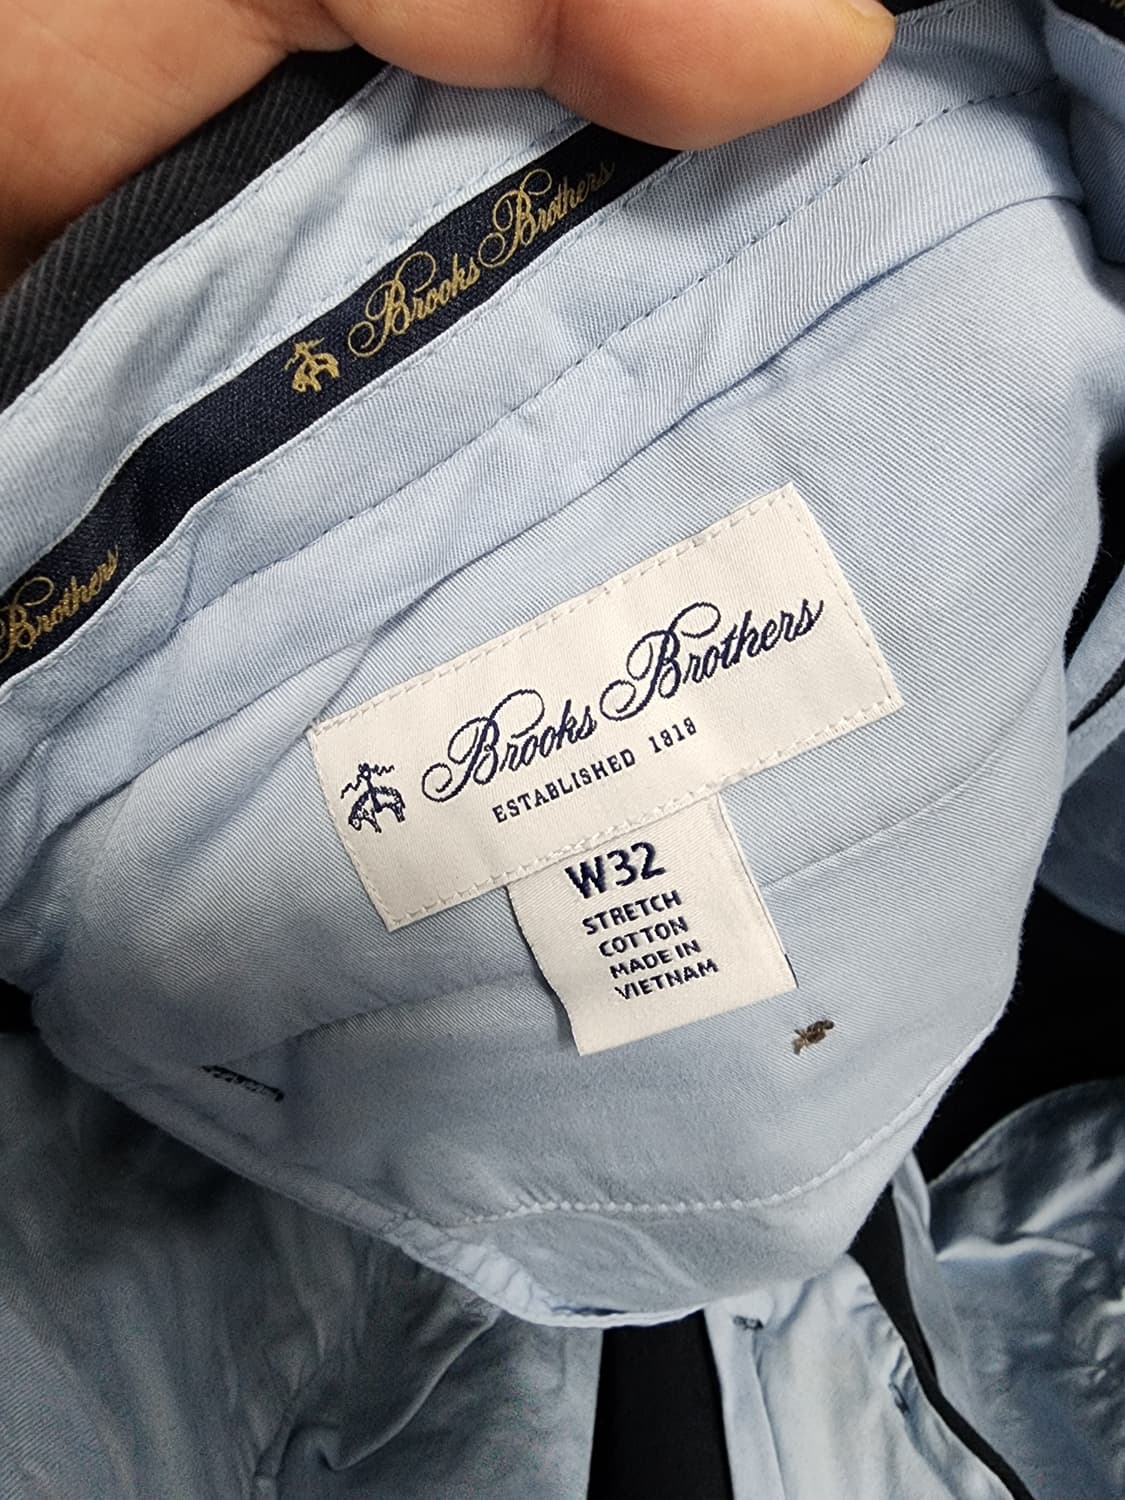 Brooks Brothers
Brothers
Brooks Brothers
ESTABLISHED 1818
W32
STRETCH
COTTON
MADE IN
VIETNAM